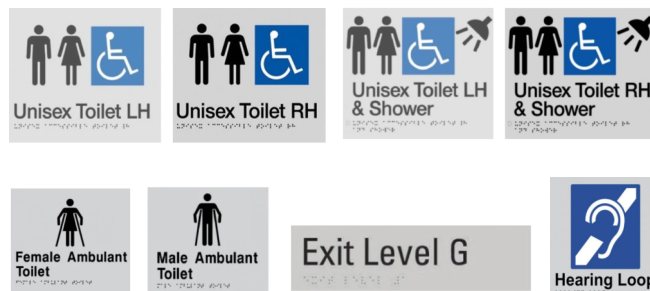 Unisex Toilet LH
Unisex Toilet RH
Unisex Toilet LH
& Shower
Unisex Toilet RH
& Shower
Female Ambulant
Toilet
Male Ambulant
Toilet
Exit Level G
Hearing Loop